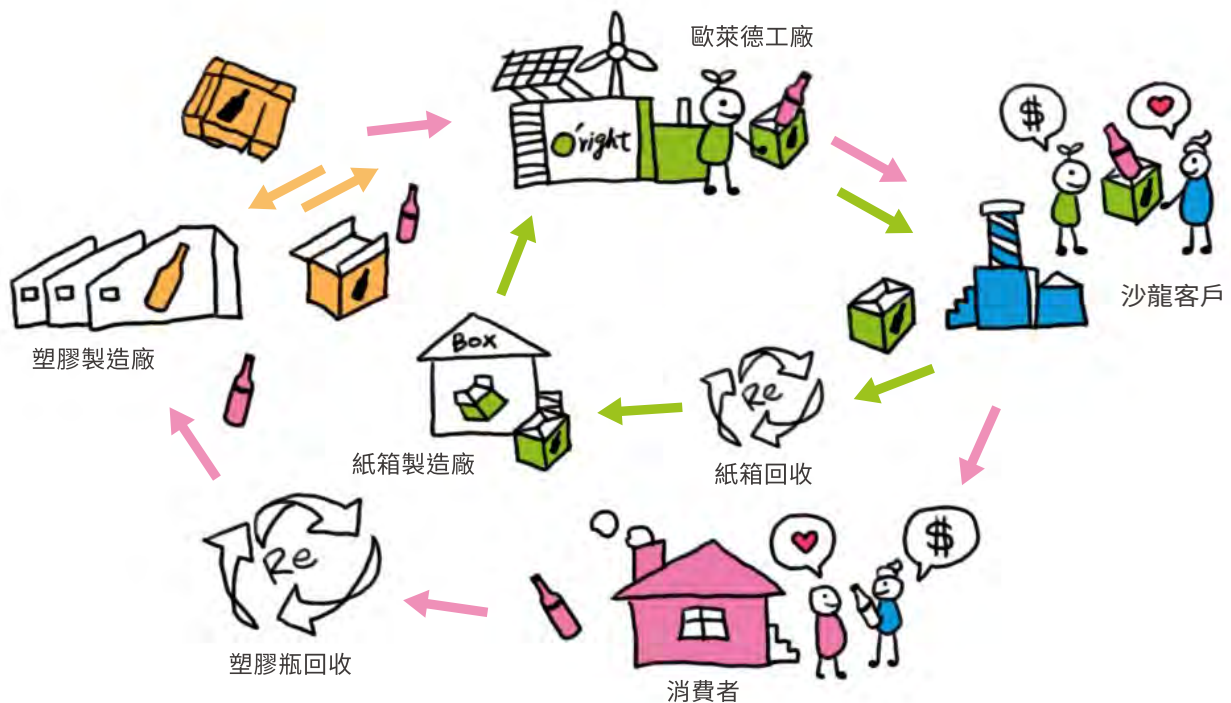 歐萊德工廠
O'right
$
沙龍客戶
塑膠製造廠
BOX
Re
紙箱製造廠
紙箱回收
Re
$
塑膠瓶回收
消費者